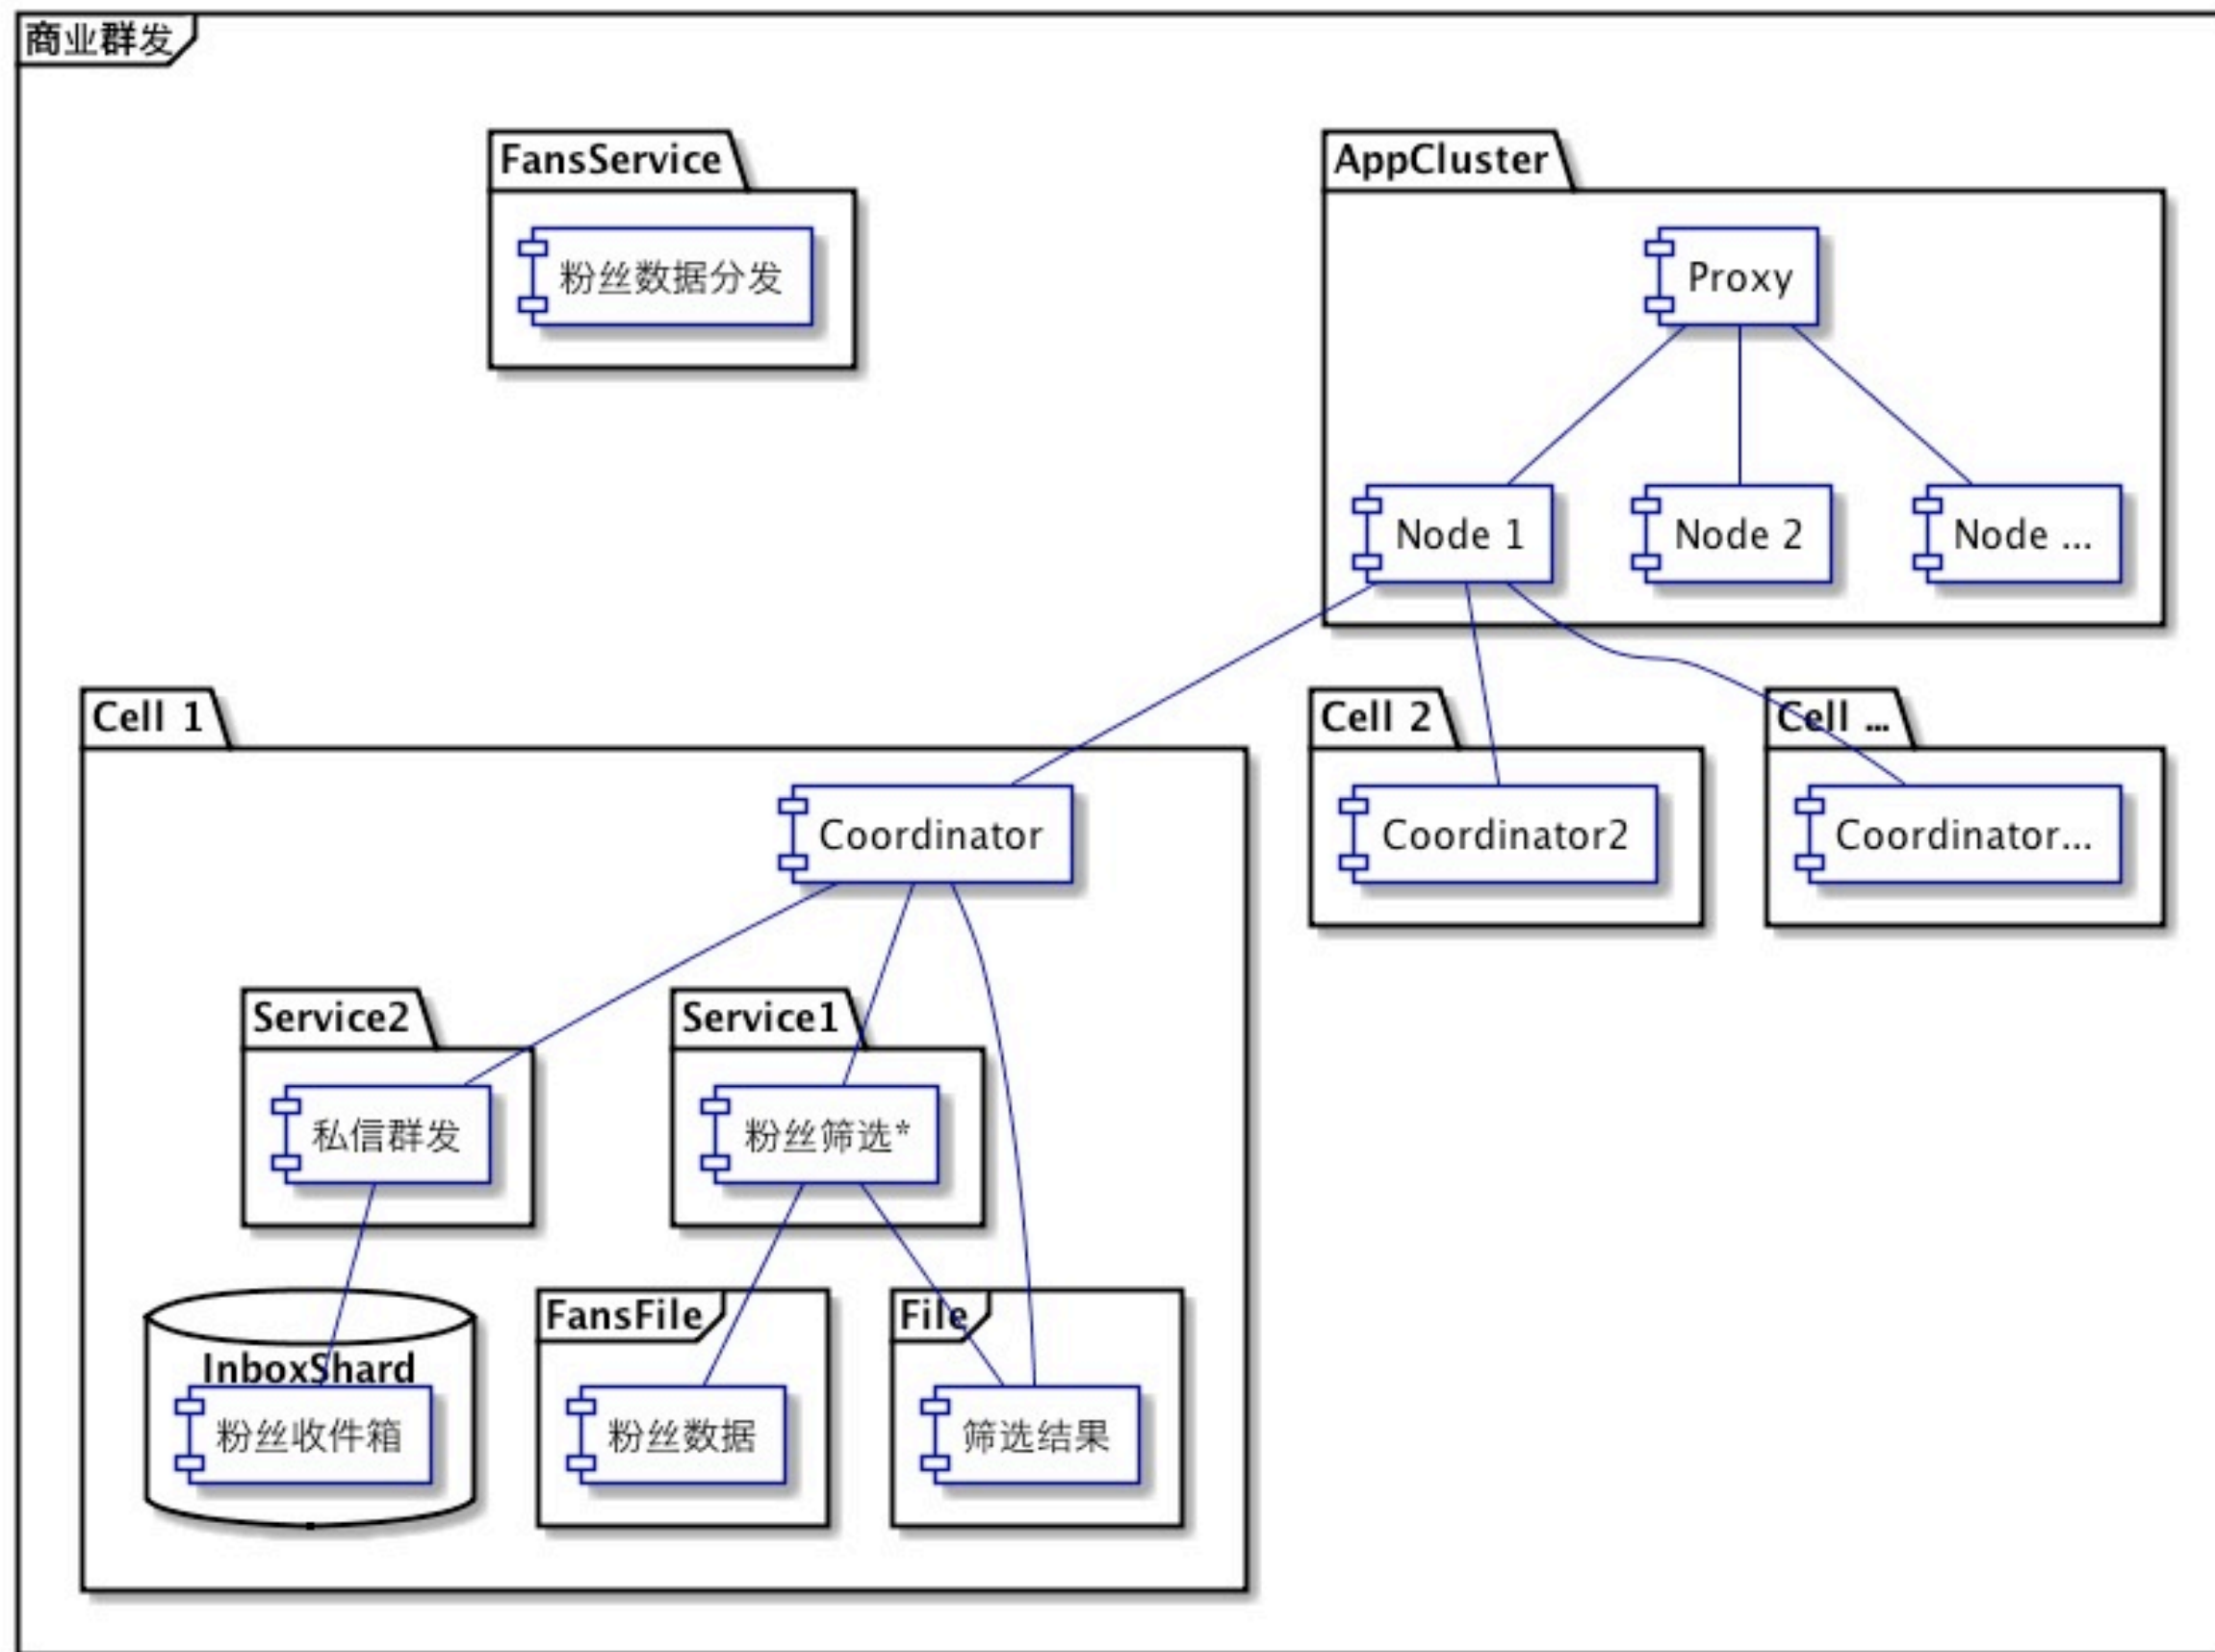 商业群发
FansService
AppCluster
粉丝数据分发
Proxy
Node 1
Node 2
Node ...
Cell 1
Cell 2
Cell ...
Coordinator
Coordinator2
Coordinator...
Service2
Service1
私信群发
粉丝筛选*
InboxShard
FansFile
File
粉丝收件箱
粉丝数据
筛选结果